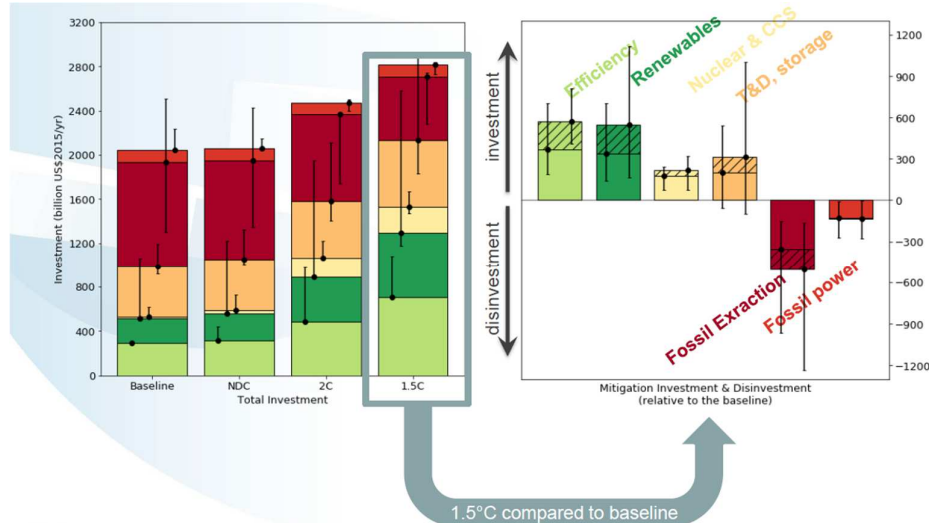 3200
2800
2400
2000
1600
1200
800
400
0
Investment (billion US$2015/yr)
Baseline
NDC
2C
1.5C
Total Investment
investment
disinvestment
Efficiency
Renewables
Nuclear & CCS
T&D, storage
Fossil Exraction
Fossil power
1200
900
600
300
0
−300
−600
−900
−1200
Mitigation Investment & Disinvestment
(relative to the baseline)
1.5°C compared to baseline